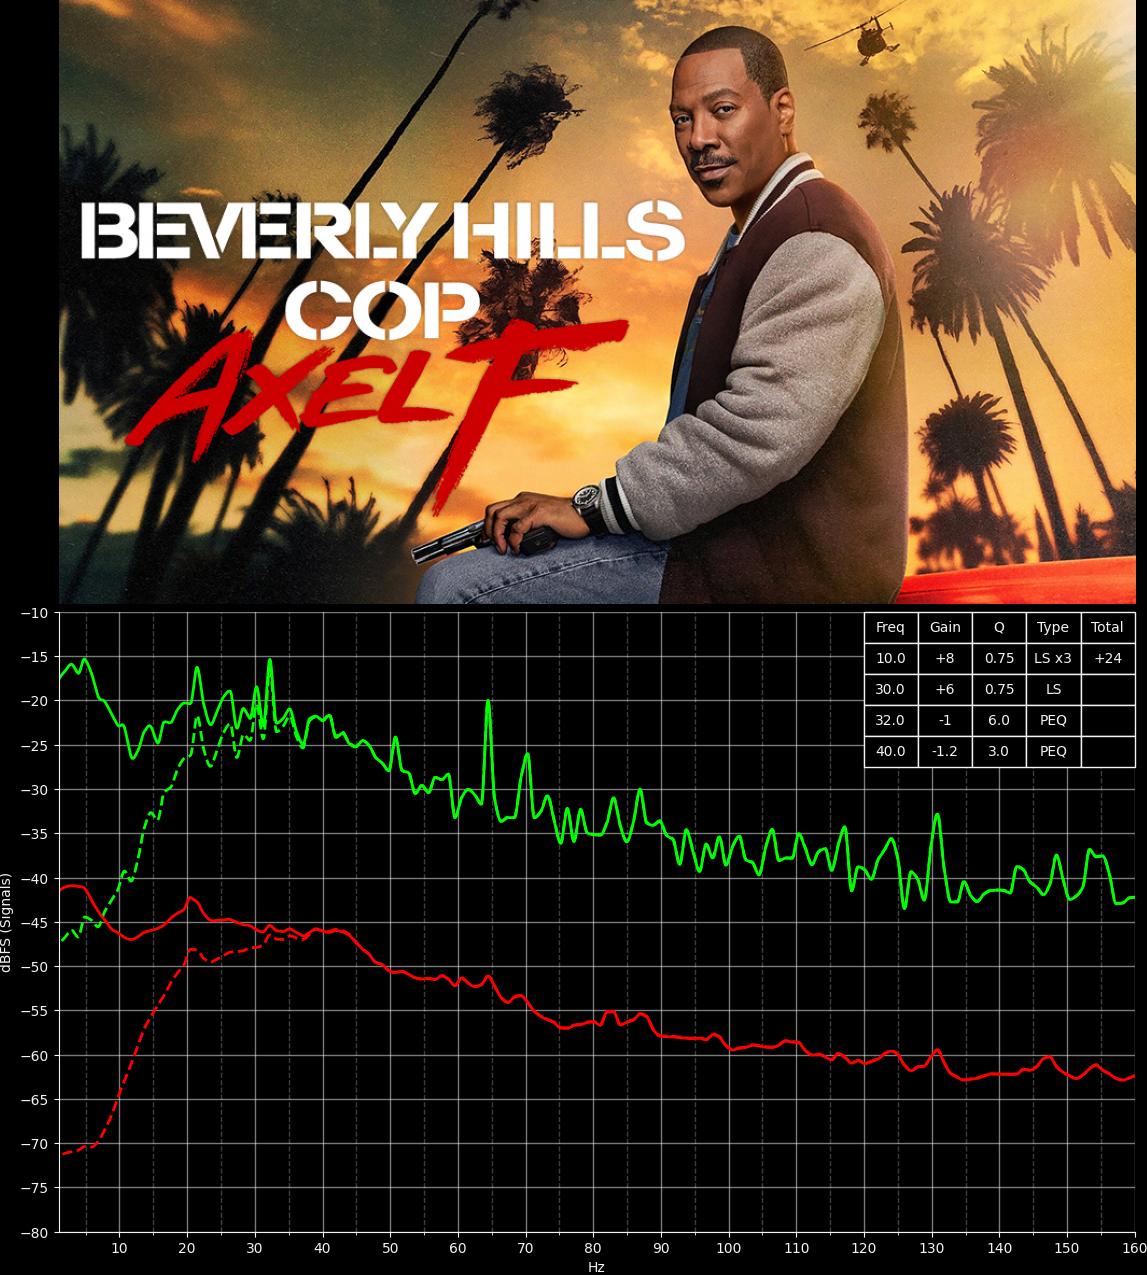 BEVERLY HILLS
COP
AXEL F
Freq Gain Q Type Total
10.0 +8 0.75 LS x3 +24
30.0 +6 0.75 LS
32.0 -1 6.0 PEQ
40.0 -1.2 3.0 PEQ
−10
−15
−20
−25
−30
−35
−40
−45
−50
−55
−60
−65
−70
−75
−80
dBFS (Signals)
10 20 30 40 50 60 70 80 90 100 110 120 130 140 150 160
Hz